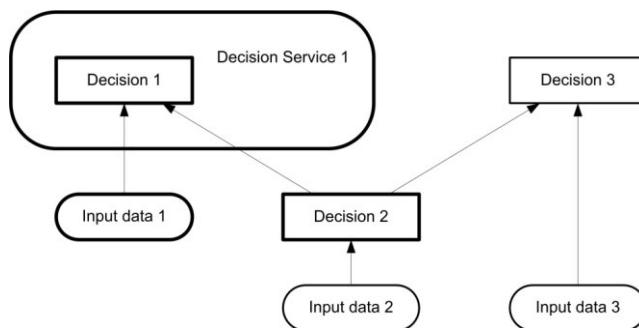 Decision Service 1
Decision 1
Decision 3
Input data 1
Decision 2
Input data 2
Input data 3